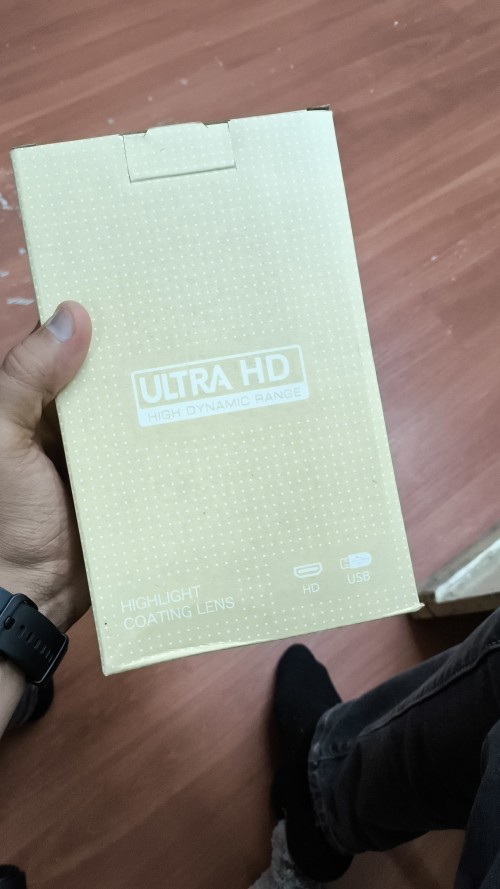 ULTRA HD
HIGH DYNAMIC RANGE
HIGHLIGHT
COATING LENS
HD
USB